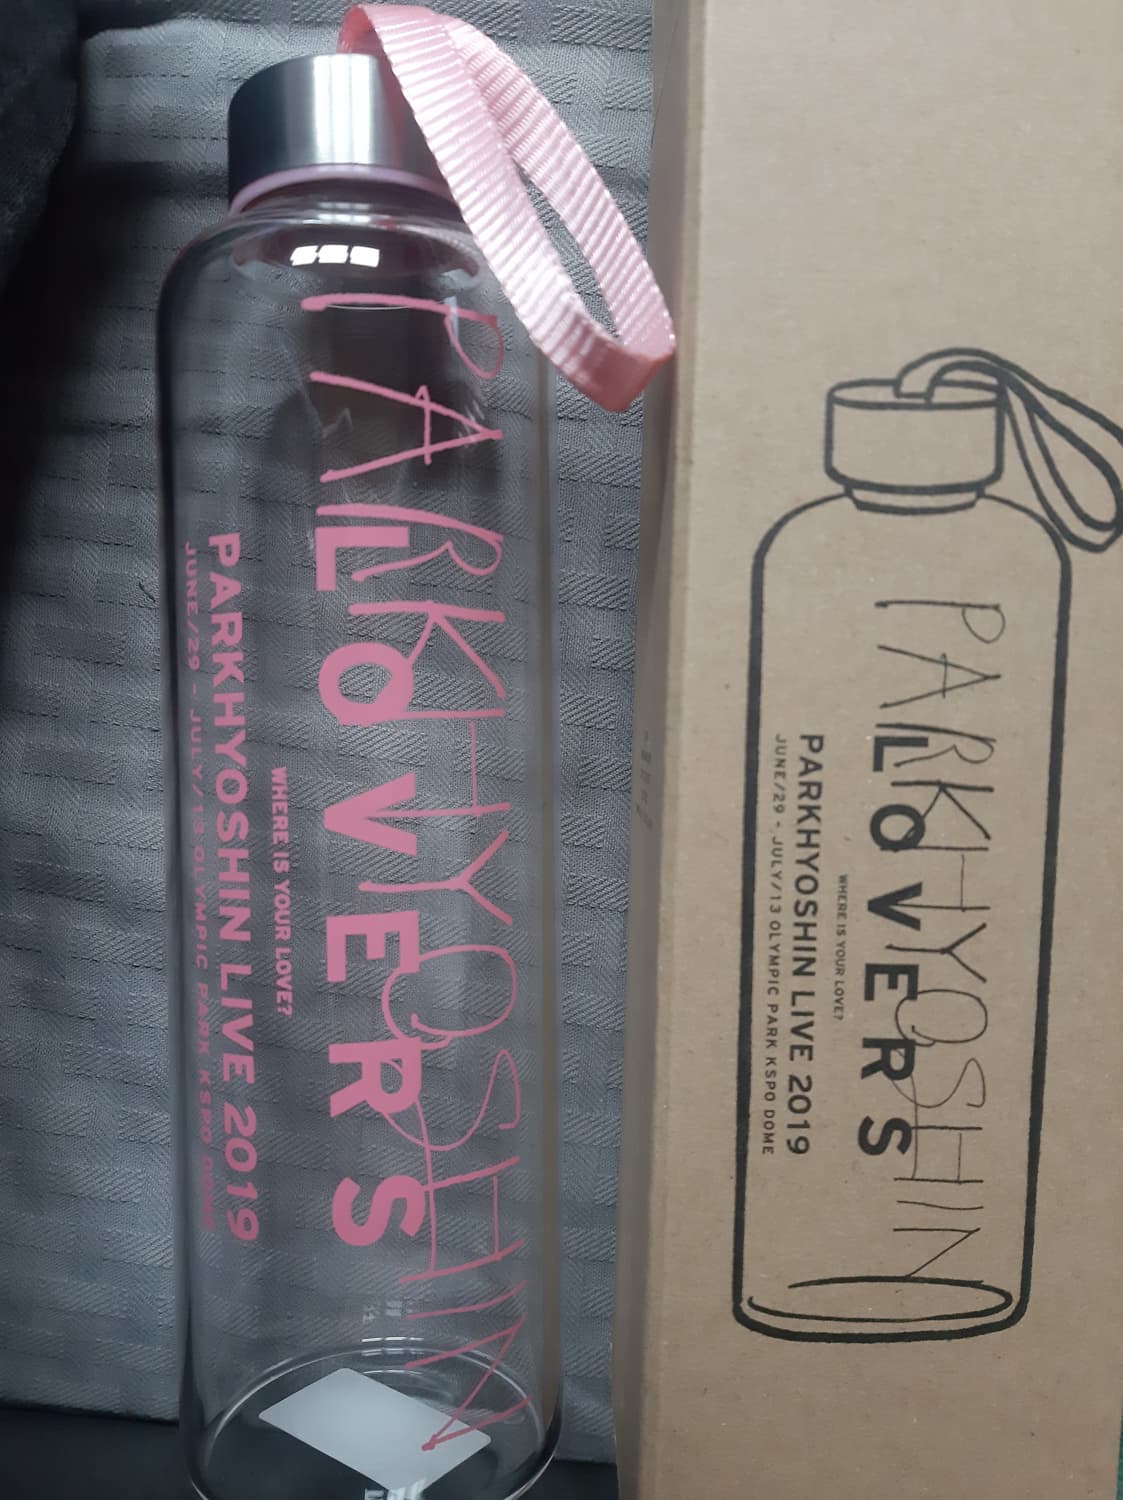 PARKHYOSHIN
LOVERS
WHERE IS YOUR LOVE?
PARKHYOSHIN LIVE 2019
JUNE/29 - JULY/13 OLYMPIC PARK KSPO DOME
PARKHYOSHIN
LOVERS
WHERE IS YOUR LOVE?
PARKHYOSHIN LIVE 2019
JUNE/29 - JULY/13 OLYMPIC PARK KSPO DOME